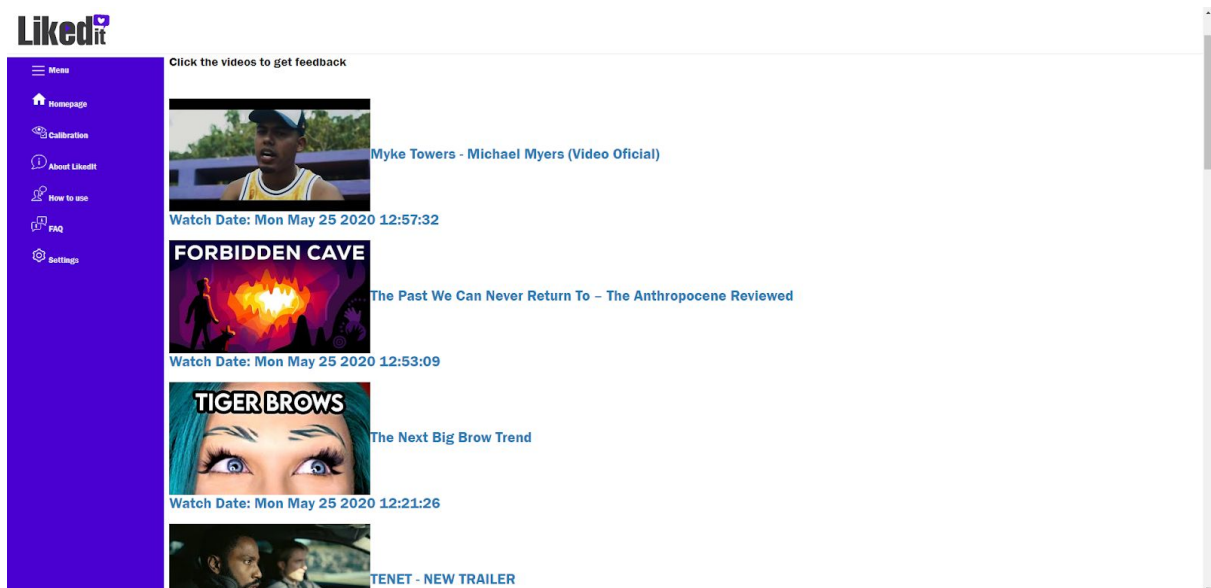 Likedit
Click the videos to get feedback
Menu
Homepage
Calibration
About LikedIt
How to use
FAQ
Settings
Myke Towers - Michael Myers (Video Oficial)
Watch Date: Mon May 25 2020 12:57:32
FORBIDDEN CAVE
The Past We Can Never Return To – The Anthropocene Reviewed
Watch Date: Mon May 25 2020 12:53:09
TIGER BROWS
The Next Big Brow Trend
Watch Date: Mon May 25 2020 12:21:26
TENET - NEW TRAILER